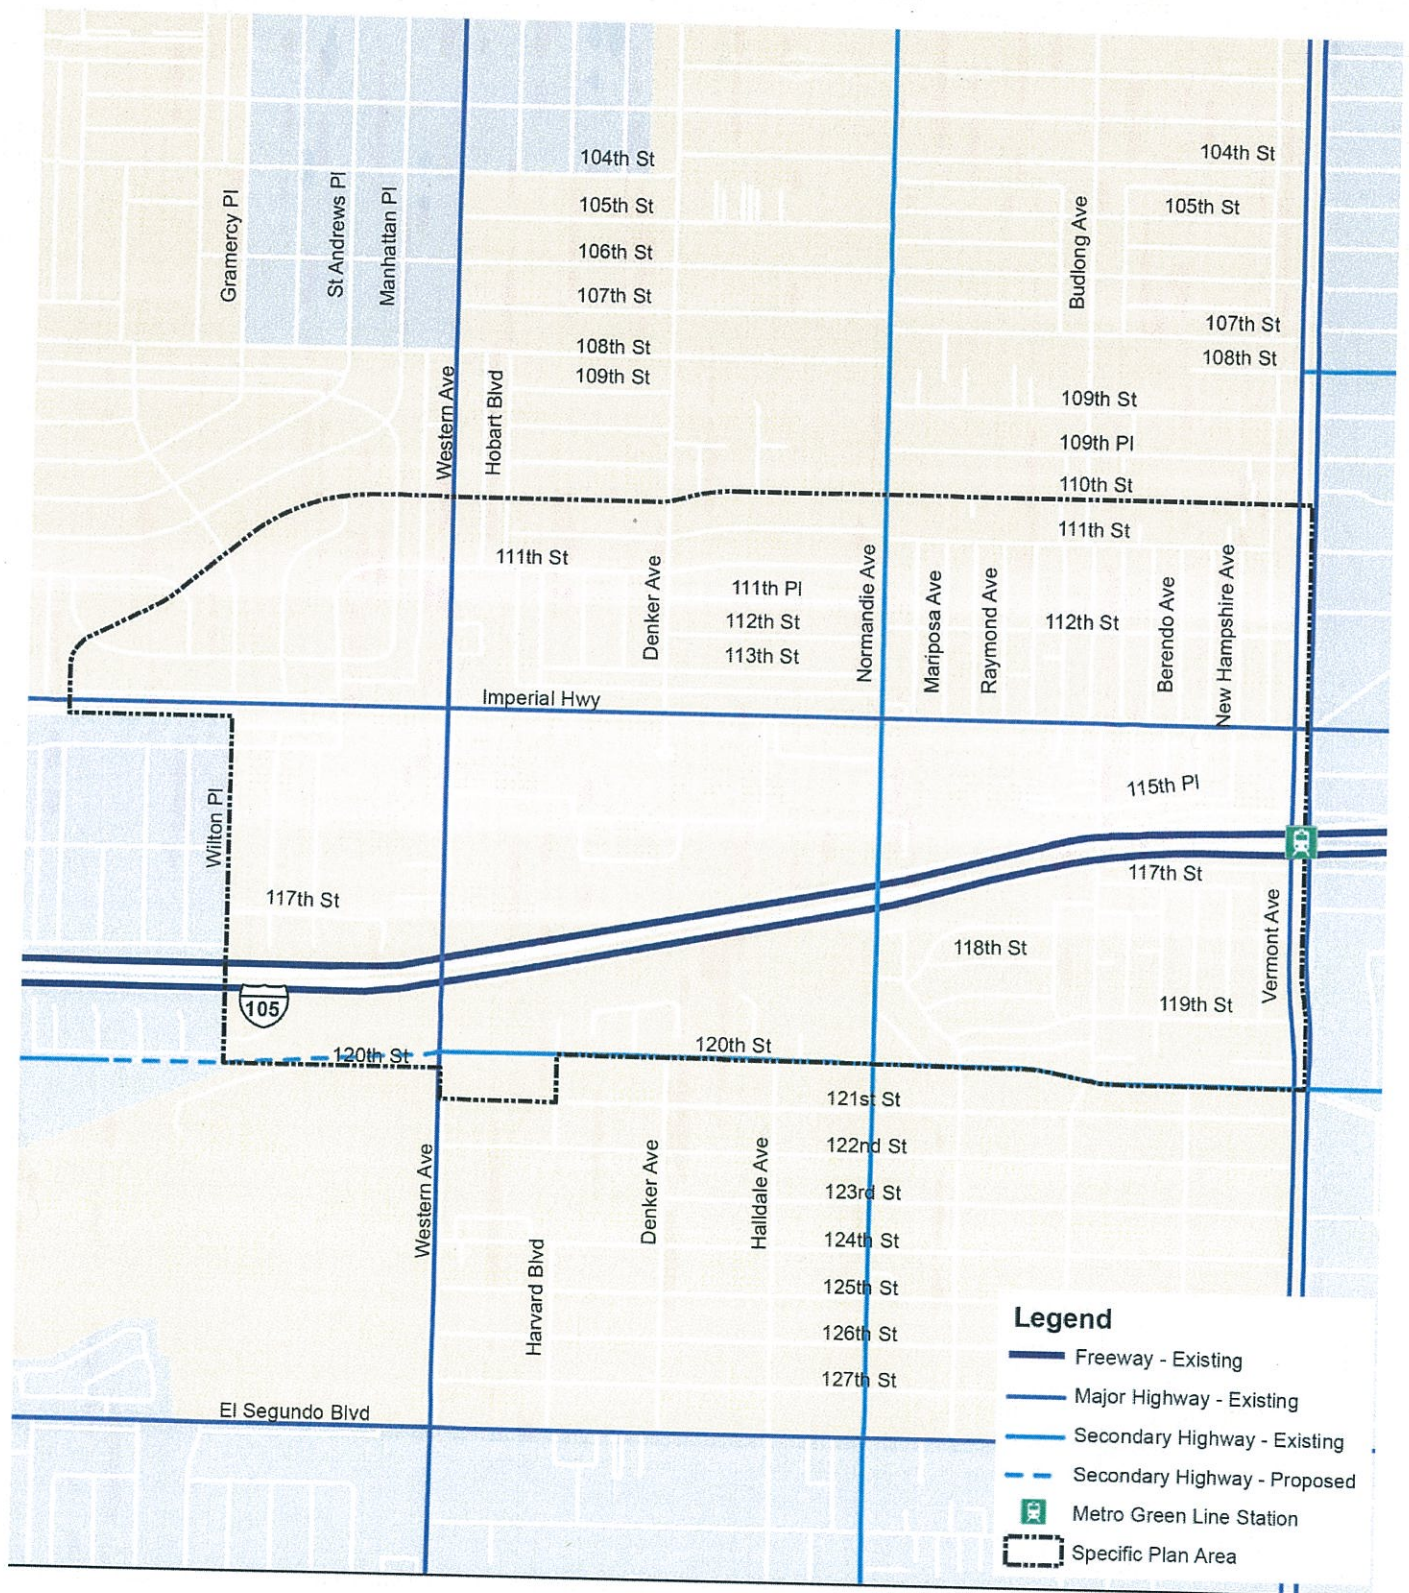 104th St
104th St
Gramercy Pl
St Andrews Pl
Manhattan Pl
105th St
Budlong Ave
105th St
106th St
107th St
107th St
108th St
108th St
109th St
Western Ave
Hobart Blvd
109th St
109th Pl
110th St
111th St
111th St
Denker Ave
111th Pl
Normandie Ave
Mariposa Ave
Raymond Ave
112th St
112th St
Berendo Ave
New Hampshire Ave
113th St
Imperial Hwy
115th Pl
Wilton Pl
117th St
117th St
Vermont Ave
118th St
105
119th St
120th St
120th St
121st St
122nd St
Western Ave
Denker Ave
Halldale Ave
123rd St
124th St
Harvard Blvd
125th St
126th St
127th St
El Segundo Blvd
Legend
Freeway - Existing
Major Highway - Existing
Secondary Highway - Existing
Secondary Highway - Proposed
Metro Green Line Station
Specific Plan Area